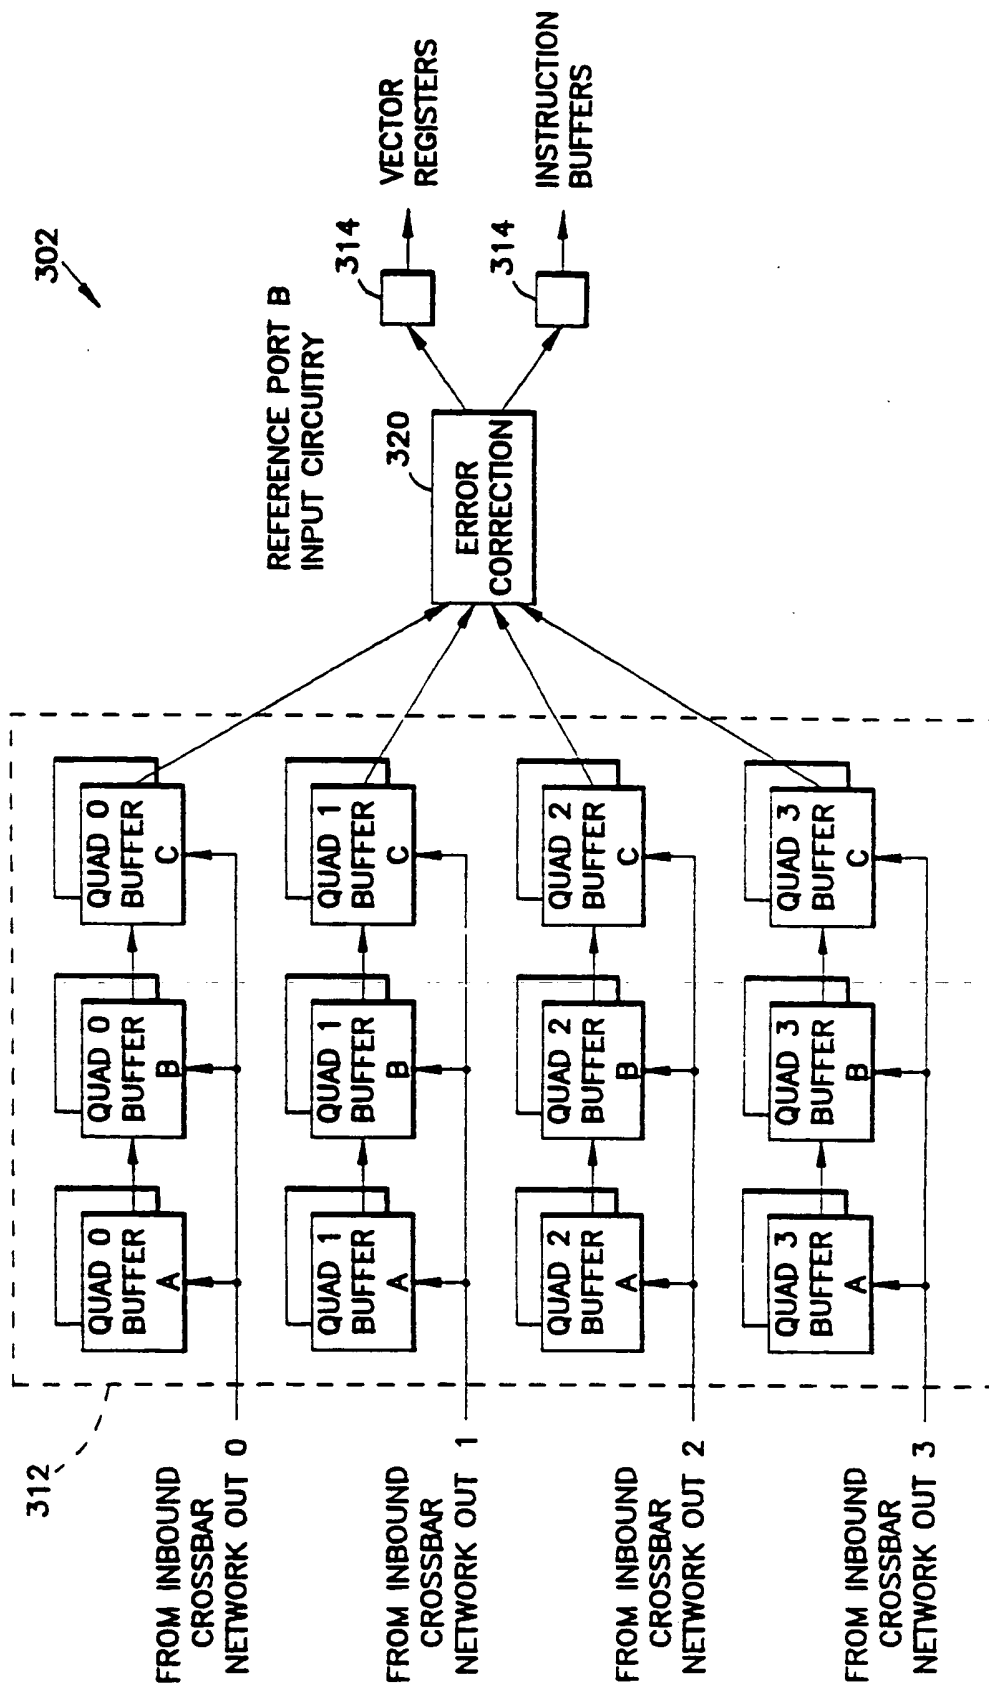 302
REFERENCE PORT B
INPUT CIRCUITRY
312
FROM INBOUND
CROSSBAR
NETWORK OUT 0
QUAD 0
BUFFER
A
QUAD 0
BUFFER
B
QUAD 0
BUFFER
C
FROM INBOUND
CROSSBAR
NETWORK OUT 1
QUAD 1
BUFFER
A
QUAD 1
BUFFER
B
QUAD 1
BUFFER
C
FROM INBOUND
CROSSBAR
NETWORK OUT 2
QUAD 2
BUFFER
A
QUAD 2
BUFFER
B
QUAD 2
BUFFER
C
FROM INBOUND
CROSSBAR
NETWORK OUT 3
QUAD 3
BUFFER
A
QUAD 3
BUFFER
B
QUAD 3
BUFFER
C
320
ERROR
CORRECTION
314
VECTOR
REGISTERS
314
INSTRUCTION
BUFFERS